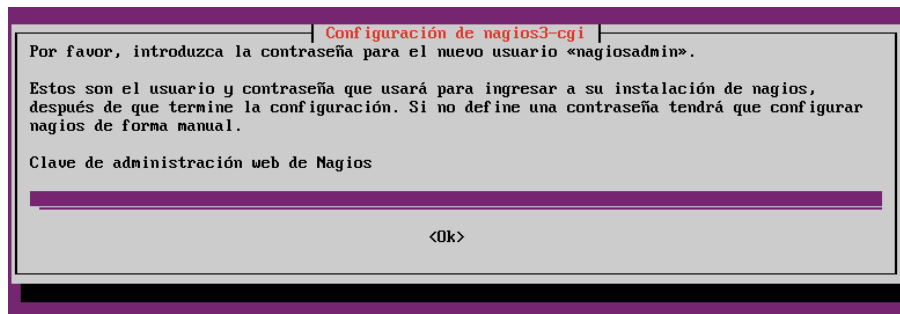 Configuración de nagios3-cgi
Por favor, introduzca la contraseña para el nuevo usuario «nagiosadmin».
Estos son el usuario y contraseña que usará para ingresar a su instalación de nagios,
después de que termine la configuración. Si no define una contraseña tendrá que configurar
nagios de forma manual.
Clave de administración web de Nagios
<Ok>